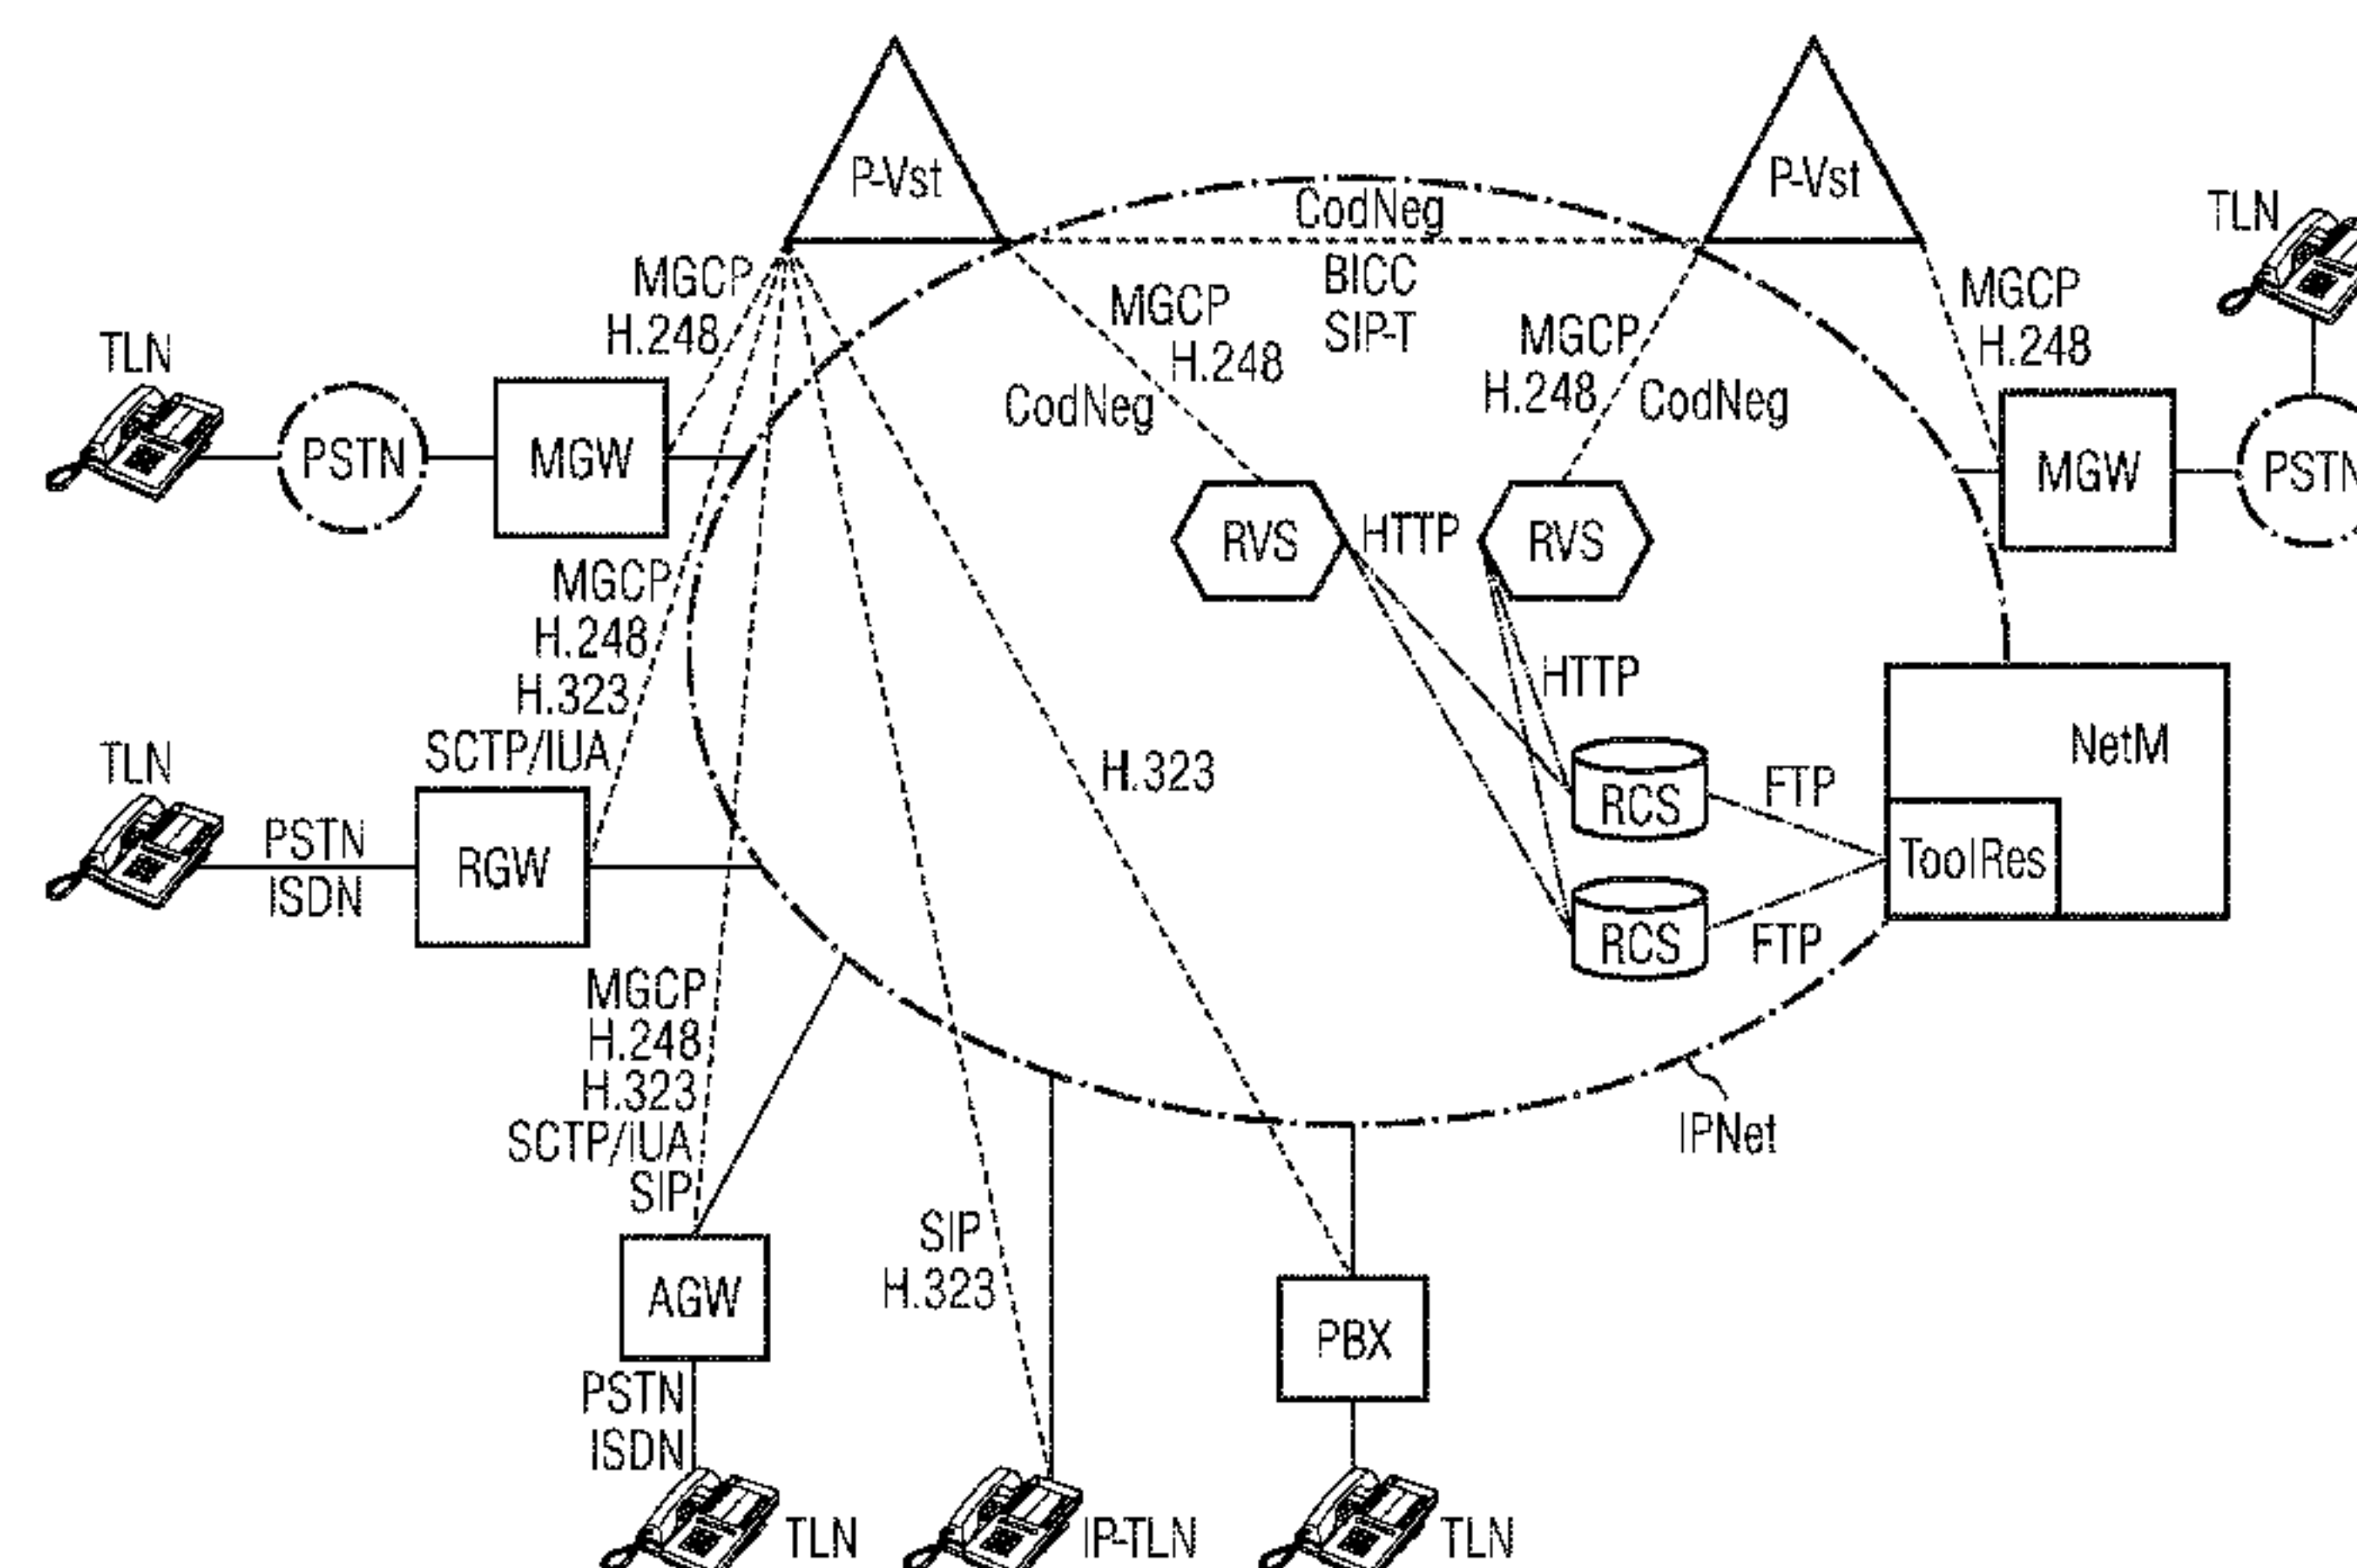 P-Vst
P-Vst
TLN
CodNeg
BICC
SIP-T
MGCP
H.248
MGCP
H.248
MGCP
H.248
MGCP
H.248
CodNeg
CodNeg
TLN
PSTN
MGW
MGW
PSTN
RVS
HTTP
RVS
MGCP
H.248
H.323
SCTP/IUA
HTTP
NetM
H.323
TLN
PSTN
ISDN
RGW
RCS
FTP
ToolRes
RCS
FTP
MGCP
H.248
H.323
SCTP/IUA
SIP
IPNet
SIP
H.323
AGW
PBX
PSTN
ISDN
TLN
IP-TLN
TLN